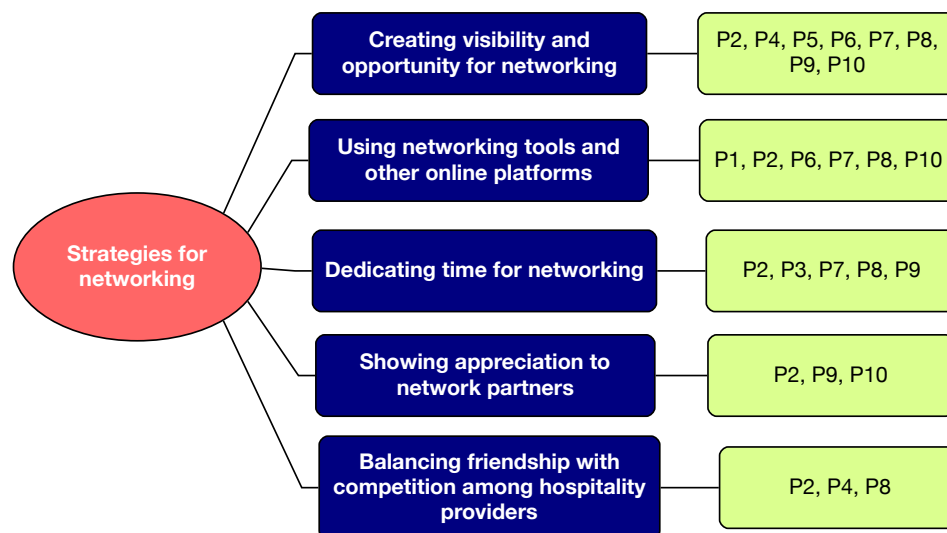 Creating visibility and
opportunity for networking
P2, P4, P5, P6, P7, P8,
P9, P10
Using networking tools and
other online platforms
P1, P2, P6, P7, P8, P10
Strategies for
networking
Dedicating time for networking
P2, P3, P7, P8, P9
Showing appreciation to
network partners
P2, P9, P10
Balancing friendship with
competition among hospitality
providers
P2, P4, P8